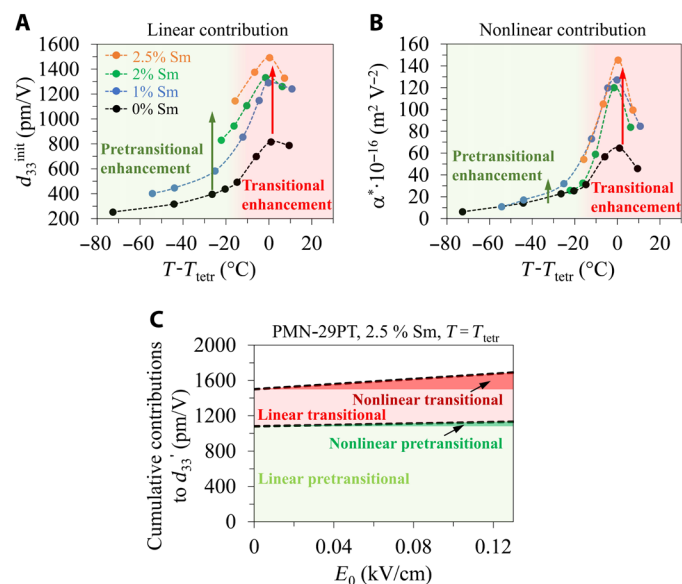 A
Linear contribution
1600
1400
1200
1000
800
600
400
200
d₃₃ⁱⁿⁱᵗ (pm/V)
2.5% Sm
2% Sm
1% Sm
0% Sm
Pretransitional
enhancement
Transitional
enhancement
−80 −60 −40 −20 0 20
T-Tₜₑₜᵣ (°C)
B
Nonlinear contribution
160
140
120
100
80
60
40
20
0
α*·10⁻¹⁶ (m² V⁻²)
Pretransitional
enhancement
Transitional
enhancement
−80 −60 −40 −20 0 20
T-Tₜₑₜᵣ (°C)
C
PMN-29PT, 2.5 % Sm, T = Tₜₑₜᵣ
2000
1600
1200
800
400
0
Cumulative contributions
to d₃₃' (pm/V)
Nonlinear transitional
Linear transitional
Nonlinear pretransitional
Linear pretransitional
0 0.04 0.08 0.12
E₀ (kV/cm)